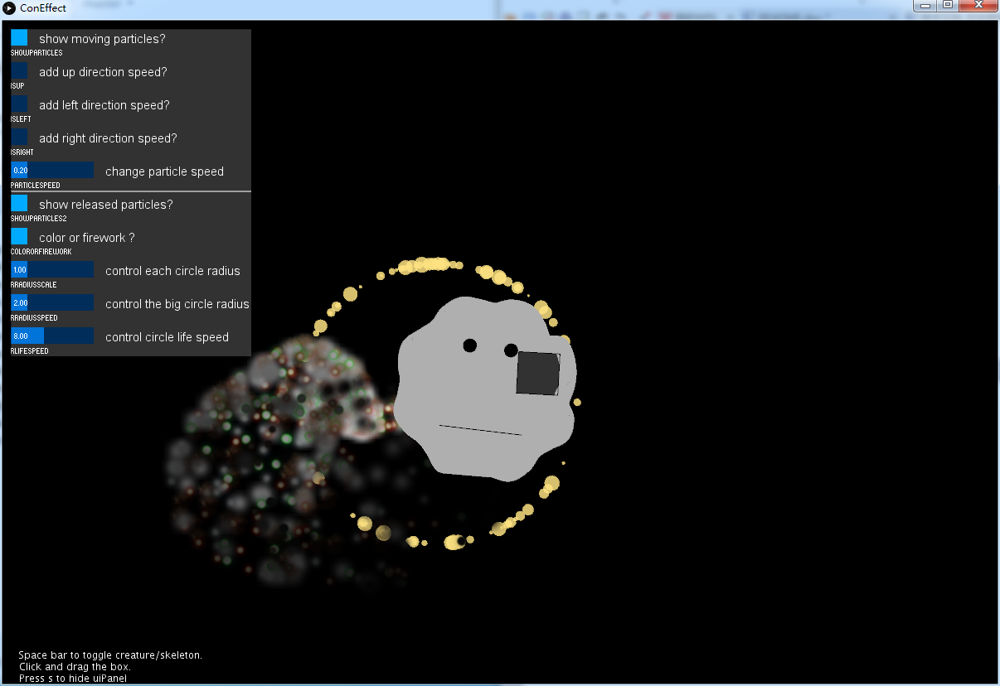 ConEffect
show moving particles?
SHOWPARTICLES
add up direction speed?
ISUP
add left direction speed?
ISLEFT
add right direction speed?
ISRIGHT
0.20 change particle speed
PARTICLESPEED
show released particles?
SHOWPARTICLES2
color or firework ?
COLORORFIREWORK
1.00 control each circle radius
RRADIUSSCALE
2.00 control the big circle radius
RRADIUSSPEED
8.00 control circle life speed
RLIFESPEED
Space bar to toggle creature/skeleton.
Click and drag the box.
Press s to hide uiPanel